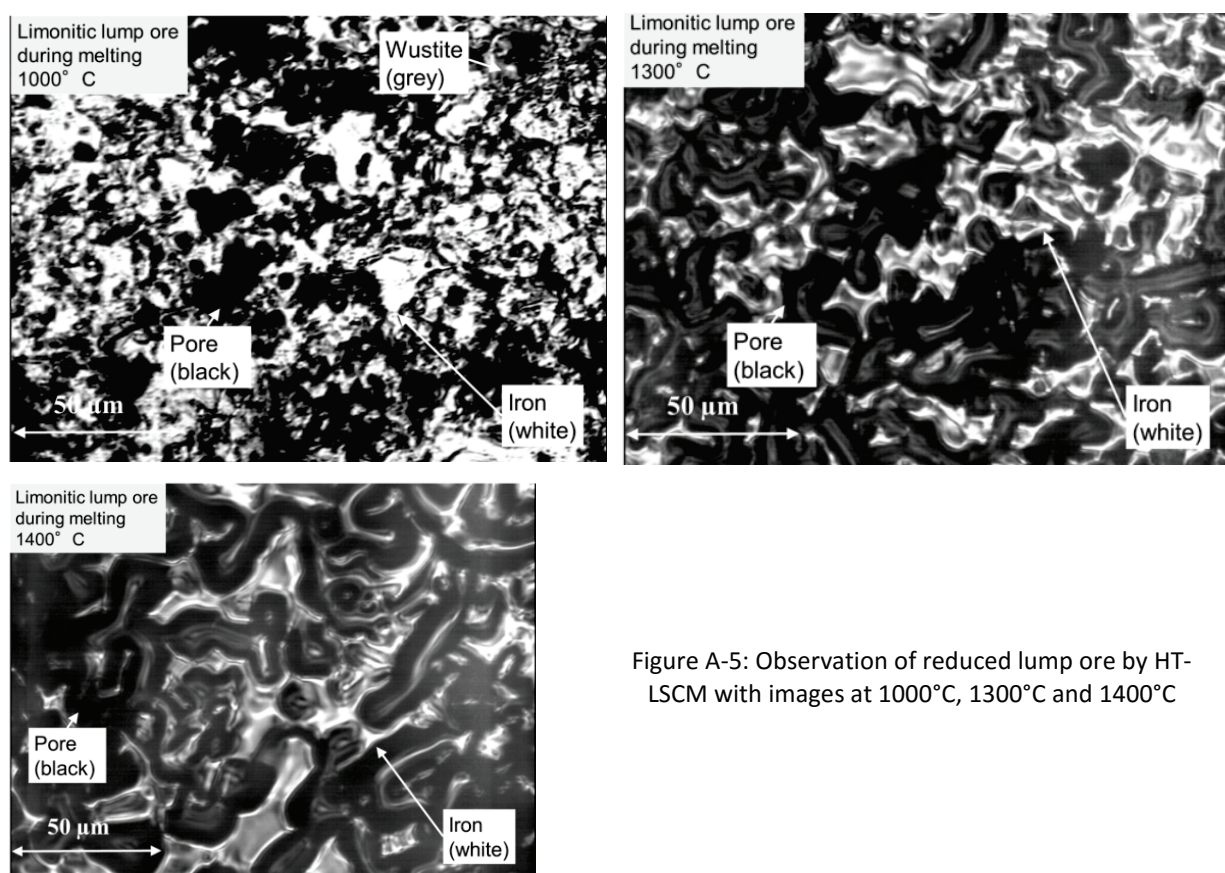 Limonitic lump ore
during melting
1000° C
Wustite
(grey)
Pore
(black)
50 µm
Iron
(white)
Limonitic lump ore
during melting
1300° C
Pore
(black)
50 µm
Iron
(white)
Limonitic lump ore
during melting
1400° C
Pore
(black)
50 µm
Iron
(white)
Figure A-5: Observation of reduced lump ore by HT-
LSCM with images at 1000°C, 1300°C and 1400°C